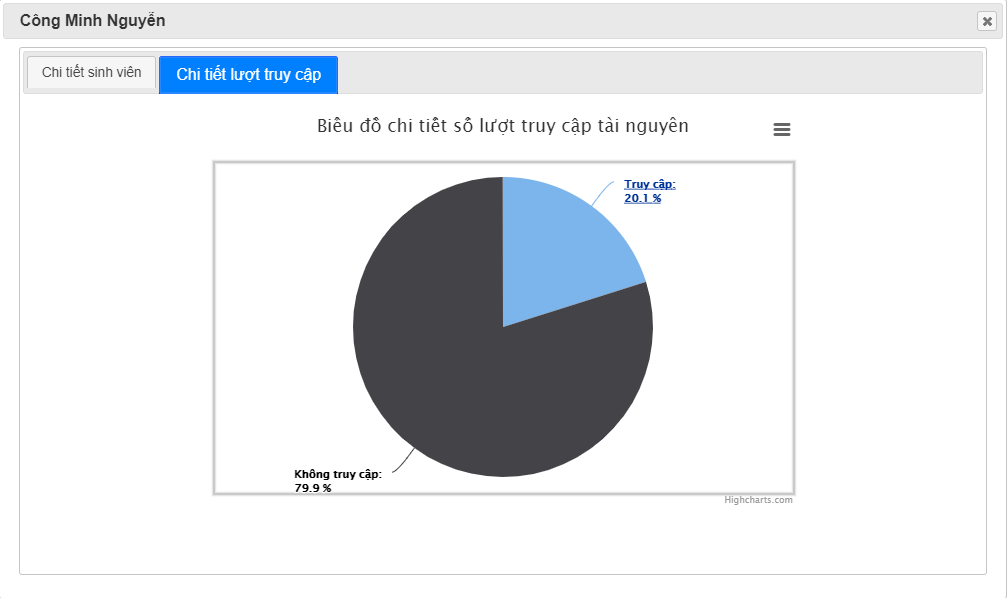 Công Minh Nguyễn
Chi tiết sinh viên
Chi tiết lượt truy cập
Biểu đồ chi tiết số lượt truy cập tài nguyên
Truy cập:
20.1 %
Không truy cập:
79.9 %
Highcharts.com